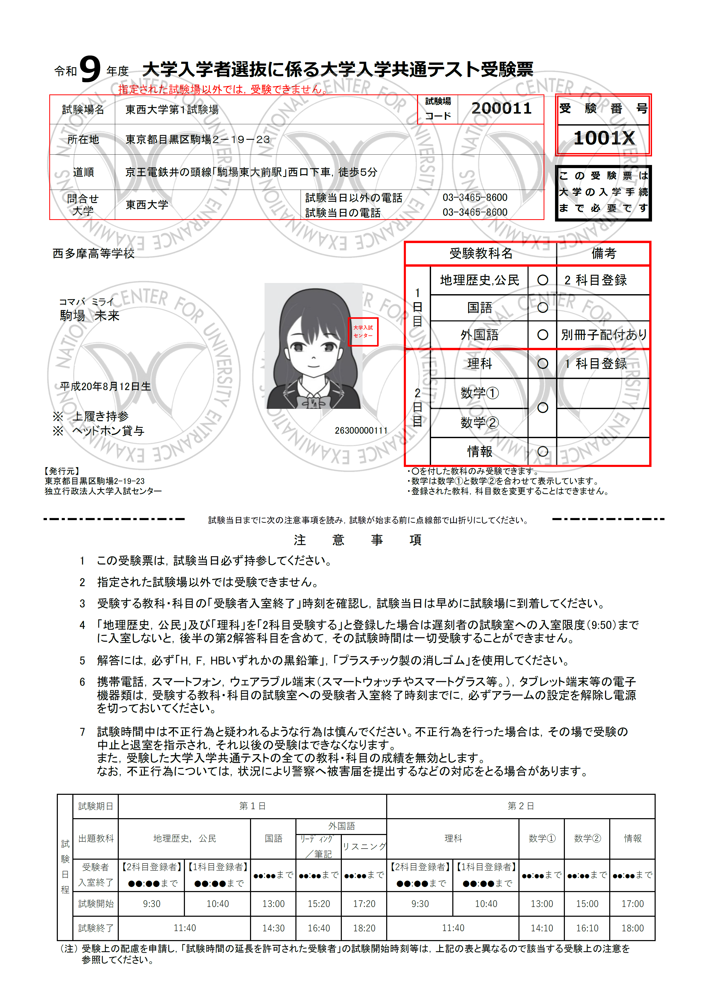 令和9年度 大学入学者選抜に係る大学入学共通テスト受験票
指定された試験場以外では，受験できません。
試験場名 東西大学第1試験場 試験場コード 200011
所在地 東京都目黒区駒場2－19－23
道順 京王電鉄井の頭線「駒場東大前駅」西口下車，徒歩5分
問合せ大学 東西大学 試験当日以外の電話 03-3465-8600
試験当日の電話 03-3465-8600
受験番号
1001X
この受験票は
大学の入学手続
まで必要です
西多摩高等学校
コマバ ミライ
駒場 未来
大学入試
センター
平成20年8月12日生
※ 上履き持参
※ ヘッドホン貸与
26300000111
受験教科名 備考
1日目
地理歴史,公民 〇 2 科目登録
国語 〇
外国語 〇 別冊子配付あり
2日目
理科 〇 1 科目登録
数学①
〇
数学②
情報 〇
【発行元】
東京都目黒区駒場2-19-23
独立行政法人大学入試センター
・〇を付した教科のみ受験できます。
・数学は数学①と数学②を合わせて表示しています。
・登録された教科，科目数を変更することはできません。
試験当日までに次の注意事項を読み，試験が始まる前に点線部で山折りにしてください。
注意事項
1 この受験票は，試験当日必ず持参してください。
2 指定された試験場以外では受験できません。
3 受験する教科・科目の「受験者入室終了」時刻を確認し，試験当日は早めに試験場に到着してください。
4 「地理歴史，公民」及び「理科」を「2科目受験する」と登録した場合は遅刻者の試験室への入室限度（9:50）まで
に入室しないと，後半の第2解答科目を含めて，その試験時間は一切受験することができません。
5 解答には，必ず「H，F，HBいずれかの黒鉛筆」，「プラスチック製の消しゴム」を使用してください。
6 携帯電話，スマートフォン，ウェアラブル端末（スマートウォッチやスマートグラス等。），タブレット端末等の電子
機器類は，受験する教科・科目の試験室への受験者入室終了時刻までに，必ずアラームの設定を解除し電源
を切っておいてください。
7 試験時間中は不正行為と疑われるような行為は慎んでください。不正行為を行った場合は，その場で受験の
中止と退室を指示され，それ以後の受験はできなくなります。
また，受験した大学入学共通テストの全ての教科・科目の成績を無効とします。
なお，不正行為については，状況により警察へ被害届を提出するなどの対応をとる場合があります。
試験日程
試験期日 第1日 第2日
出題教科 地理歴史，公民 国語 外国語 理科 数学① 数学② 情報
ﾘｰﾃﾞｨﾝｸﾞ／筆記 リスニング
受験者入室終了 【2科目登録者】●●:●●まで 【1科目登録者】●●:●●まで ●●:●●まで ●●:●●まで ●●:●●まで 【2科目登録者】●●:●●まで 【1科目登録者】●●:●●まで ●●:●●まで ●●:●●まで ●●:●●まで
試験開始 9:30 10:40 13:00 15:20 17:20 9:30 10:40 13:00 15:00 17:00
試験終了 11:40 14:30 16:40 18:20 11:40 14:10 16:10 18:00
（注） 受験上の配慮を申請し，「試験時間の延長を許可された受験者」の試験開始時刻等は，上記の表と異なるので該当する受験上の注意を
参照してください。
NATIONAL CENTER FOR UNIVERSITY ENTRANCE EXAMINATIONS
NATIONAL CENTER FOR UNIVERSITY ENTRANCE EXAMINATIONS
NATIONAL CENTER FOR UNIVERSITY ENTRANCE EXAMINATIONS
NATIONAL CENTER FOR UNIVERSITY ENTRANCE EXAMINATIONS
NATIONAL CENTER FOR UNIVERSITY ENTRANCE EXAMINATIONS